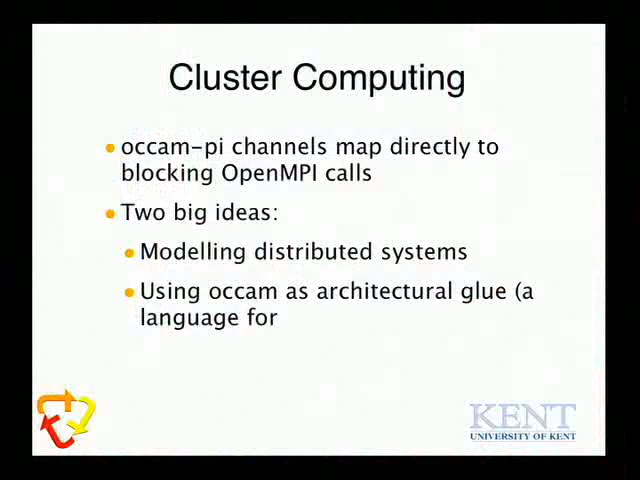 Cluster Computing
occam-pi channels map directly to
blocking OpenMPI calls
Two big ideas:
Modelling distributed systems
Using occam as architectural glue (a
language for
KENT
UNIVERSITY OF KENT